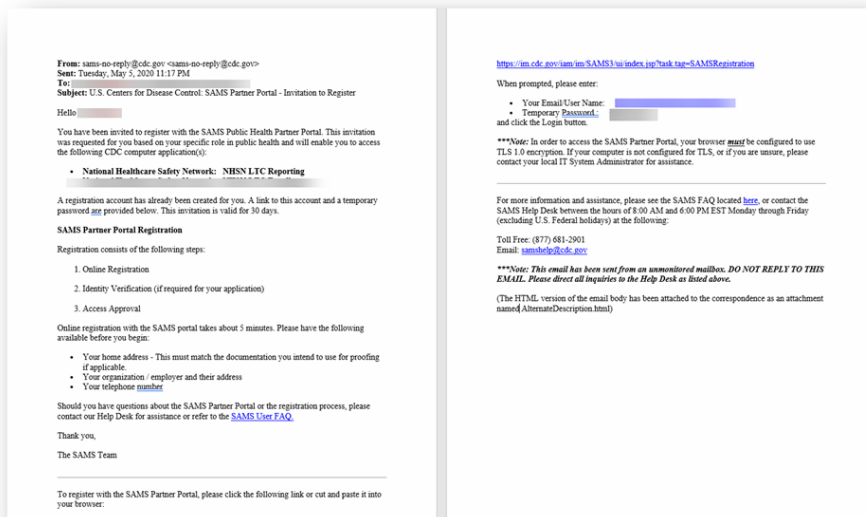 From: sams-no-reply@cdc.gov <sams-no-reply@cdc.gov>
Sent: Tuesday, May 5, 2020 11:17 PM
To:
Subject: U.S. Centers for Disease Control: SAMS Partner Portal - Invitation to Register
Hello
You have been invited to register with the SAMS Public Health Partner Portal. This invitation
was requested for you based on your specific role in public health and will enable you to access
the following CDC computer application(s):
• National Healthcare Safety Network: NHSN LTC Reporting
A registration account has already been created for you. A link to this account and a temporary
password are provided below. This invitation is valid for 30 days.
SAMS Partner Portal Registration
Registration consists of the following steps:
1. Online Registration
2. Identity Verification (if required for your application)
3. Access Approval
Online registration with the SAMS portal takes about 5 minutes. Please have the following
available before you begin:
• Your home address - This must match the documentation you intend to use for proofing
if applicable.
• Your organization / employer and their address
• Your telephone number
Should you have questions about the SAMS Partner Portal or the registration process, please
contact our Help Desk for assistance or refer to the SAMS User FAQ.
Thank you,
The SAMS Team
To register with the SAMS Partner Portal, please click the following link or cut and paste it into
your browser:
https://im.cdc.gov/iam/im/SAMS3/ui/index.jsp?task.tag=SAMSRegistration
When prompted, please enter:
• Your Email/User Name:
• Temporary Password.:
and click the Login button.
***Note: In order to access the SAMS Partner Portal, your browser must be configured to use
TLS 1.0 encryption. If your computer is not configured for TLS, or if you are unsure, please
contact your local IT System Administrator for assistance.
For more information and assistance, please see the SAMS FAQ located here, or contact the
SAMS Help Desk between the hours of 8:00 AM and 6:00 PM EST Monday through Friday
(excluding U.S. Federal holidays) at the following:
Toll Free: (877) 681-2901
Email: samshelp@cdc.gov
***Note: This email has been sent from an unmonitored mailbox. DO NOT REPLY TO THIS
EMAIL. Please direct all inquiries to the Help Desk as listed above.
(The HTML version of the email body has been attached to the correspondence as an attachment
named AlternateDescription.html)